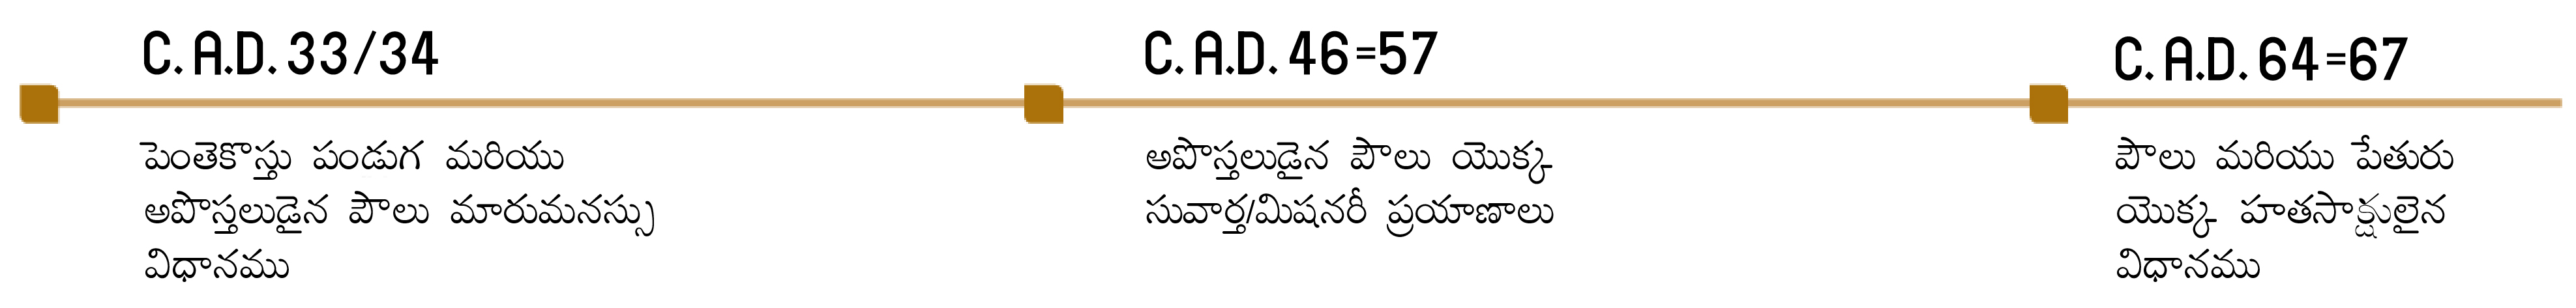 C. A.D. 33/34
పెంతెకొస్తు పండుగ మరియు
అపొస్తలుడైన పౌలు మారుమనస్సు
విధానము
C. A.D. 46=57
అపొస్తలుడైన పౌలు యొక్క
సువార్త/మిషనరీ ప్రయాణాలు
C. A.D. 64=67
పౌలు మరియు పేతురు
యొక్క హతసాక్షులైన
విధానము